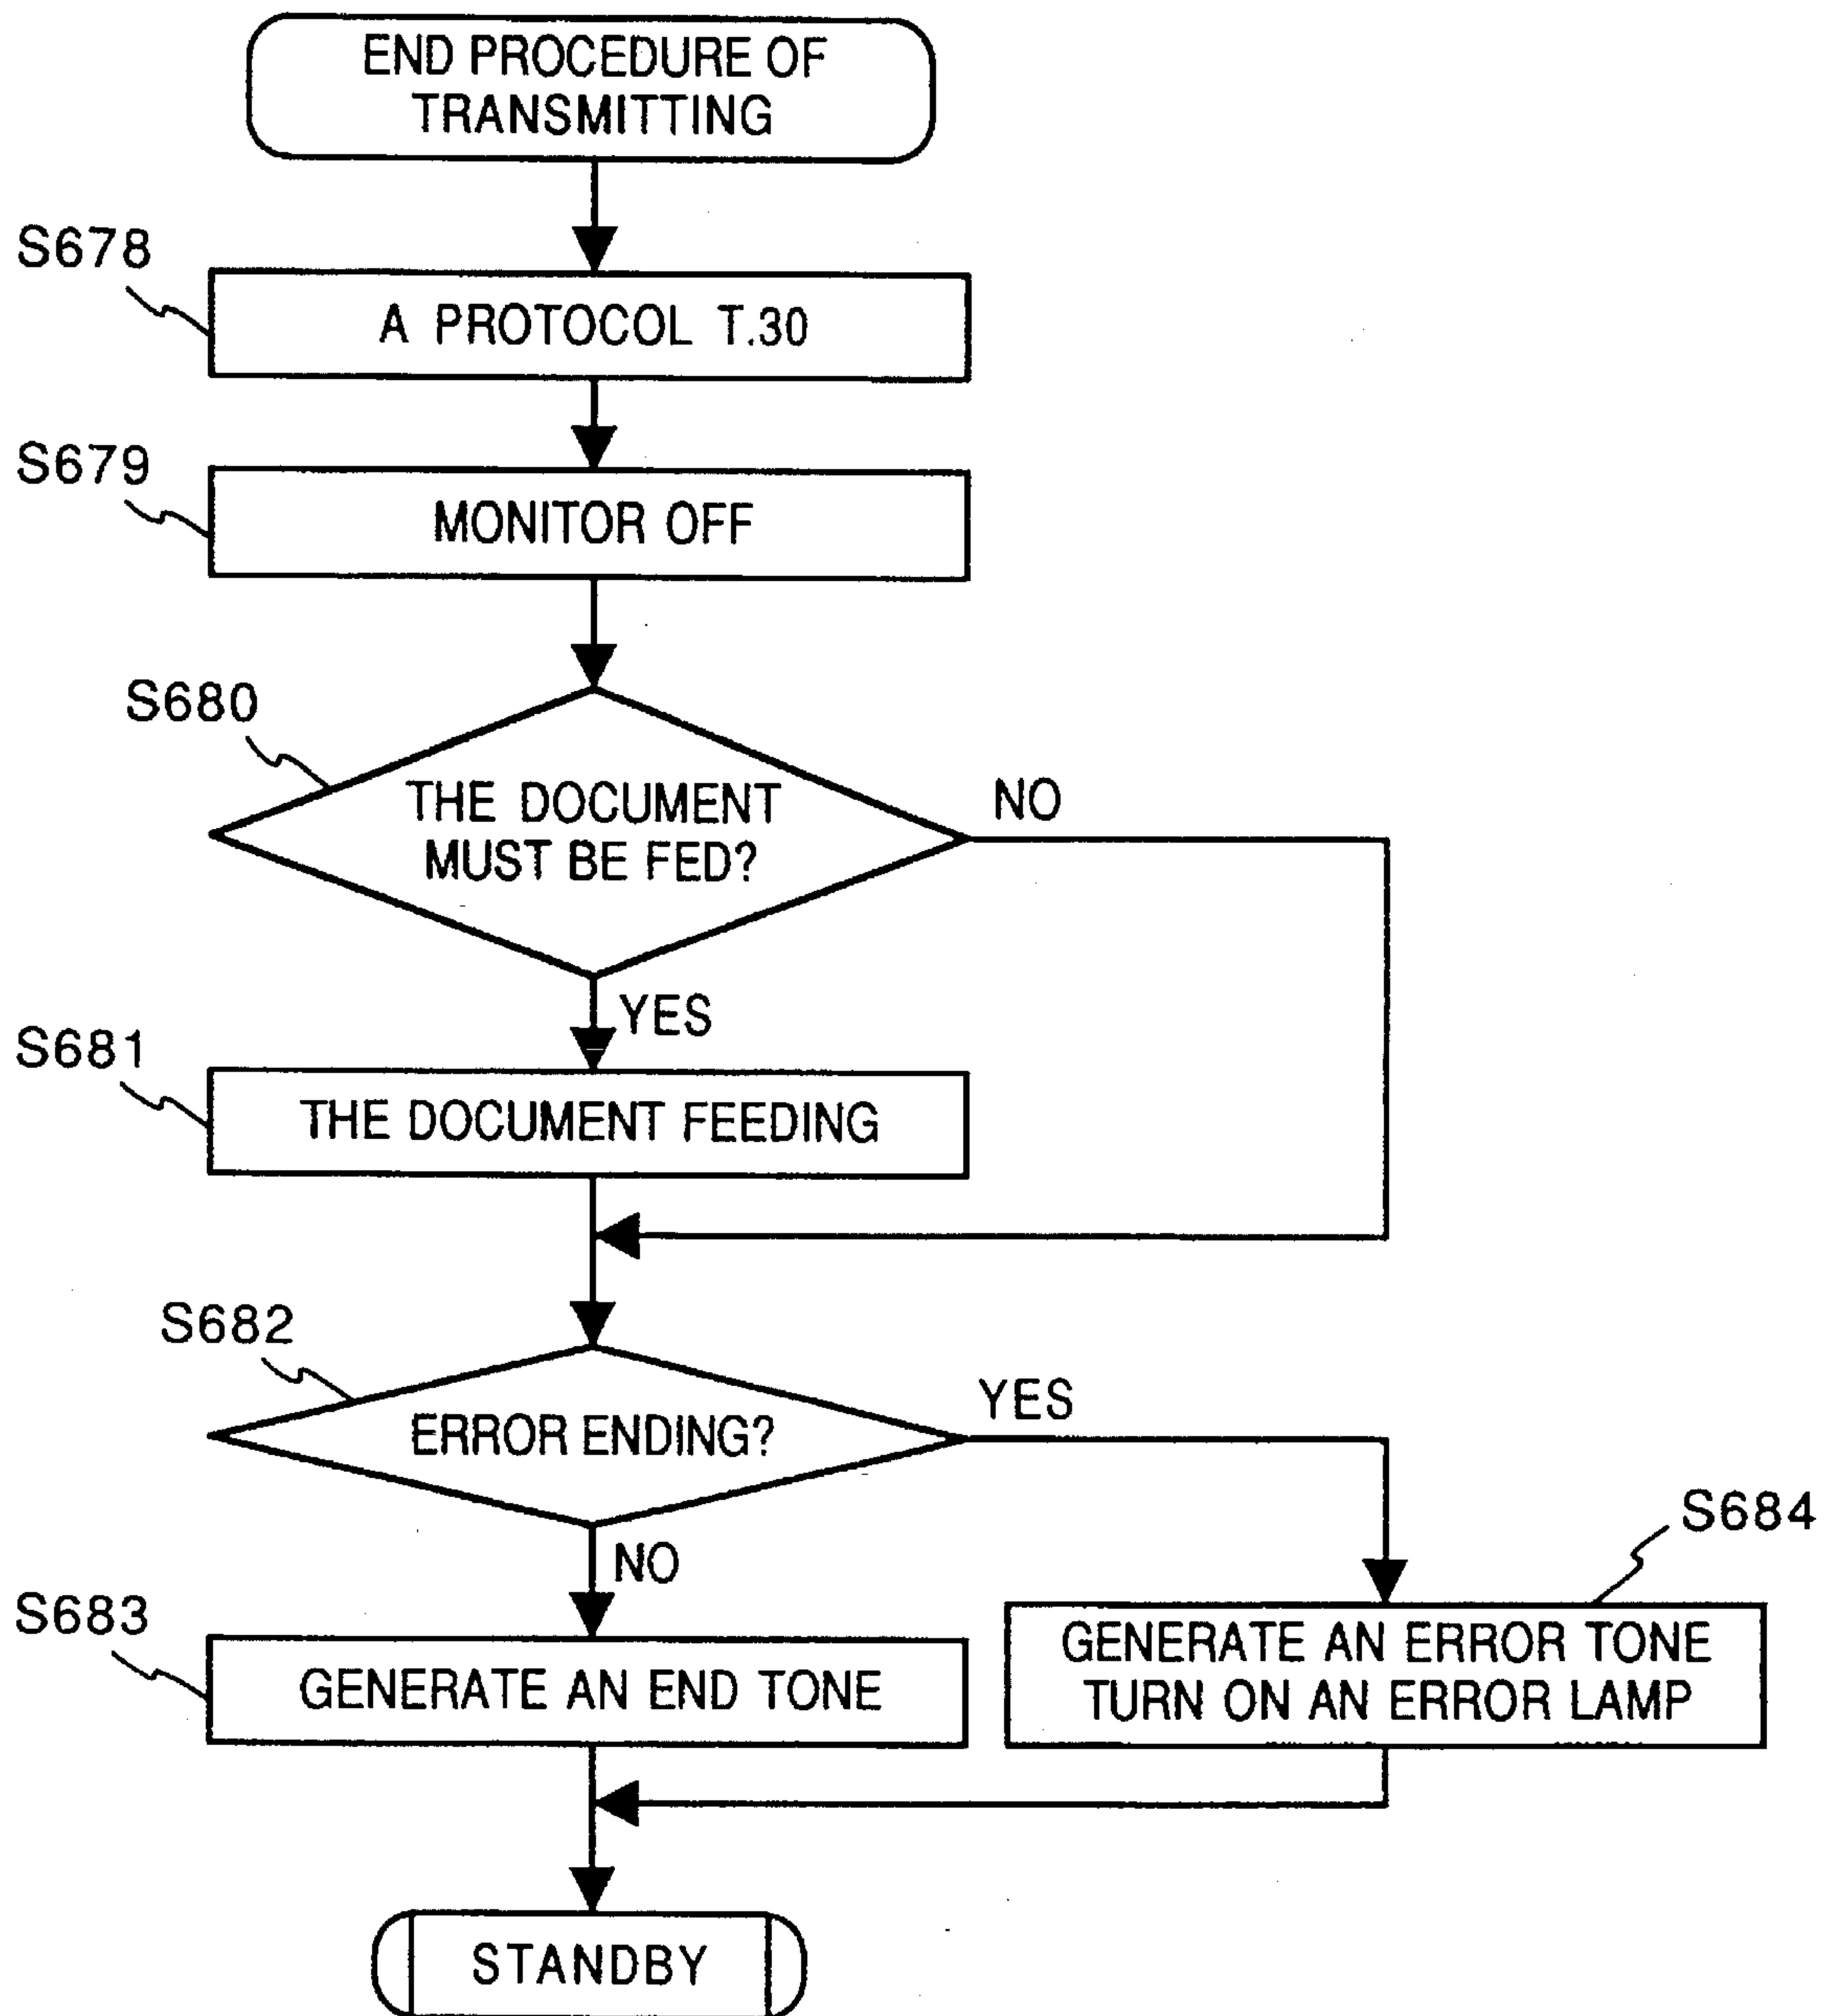 END PROCEDURE OF
TRANSMITTING
S678
A PROTOCOL T.30
S679
MONITOR OFF
S680
THE DOCUMENT
MUST BE FED?
NO
YES
S681
THE DOCUMENT FEEDING
S682
ERROR ENDING?
YES
NO
S684
S683
GENERATE AN END TONE
GENERATE AN ERROR TONE
TURN ON AN ERROR LAMP
STANDBY